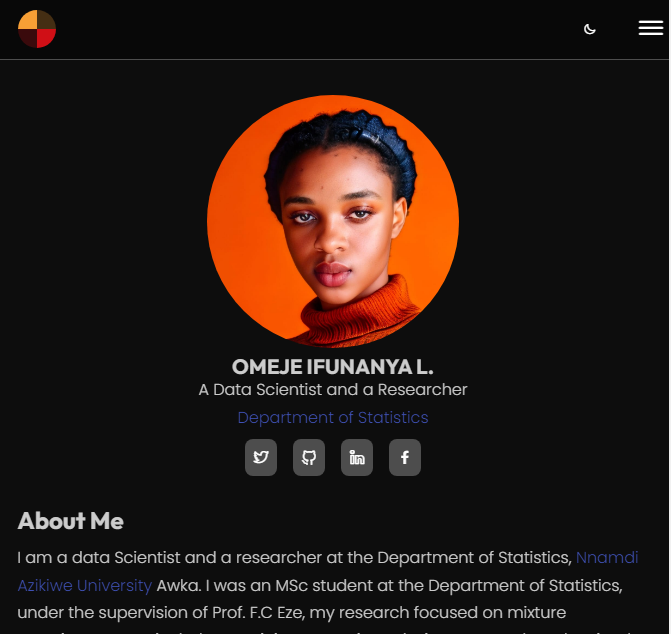 OMEJE IFUNANYA L.
A Data Scientist and a Researcher
Department of Statistics
About Me
I am a data Scientist and a researcher at the Department of Statistics, Nnamdi
Azikiwe University Awka. I was an MSc student at the Department of Statistics,
under the supervision of Prof. F.C Eze, my research focused on mixture